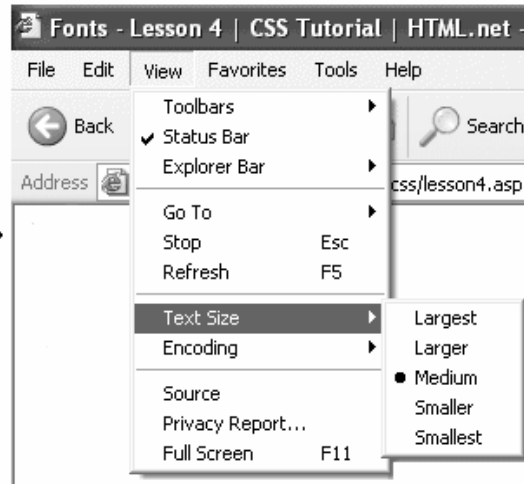 Fonts - Lesson 4 | CSS Tutorial | HTML.net -
File Edit View Favorites Tools Help
Back Search
Address css/lesson4.asp
Toolbars
Status Bar
Explorer Bar
Go To
Stop Esc
Refresh F5
Text Size
Encoding
Source
Privacy Report...
Full Screen F11
Largest
Larger
Medium
Smaller
Smallest